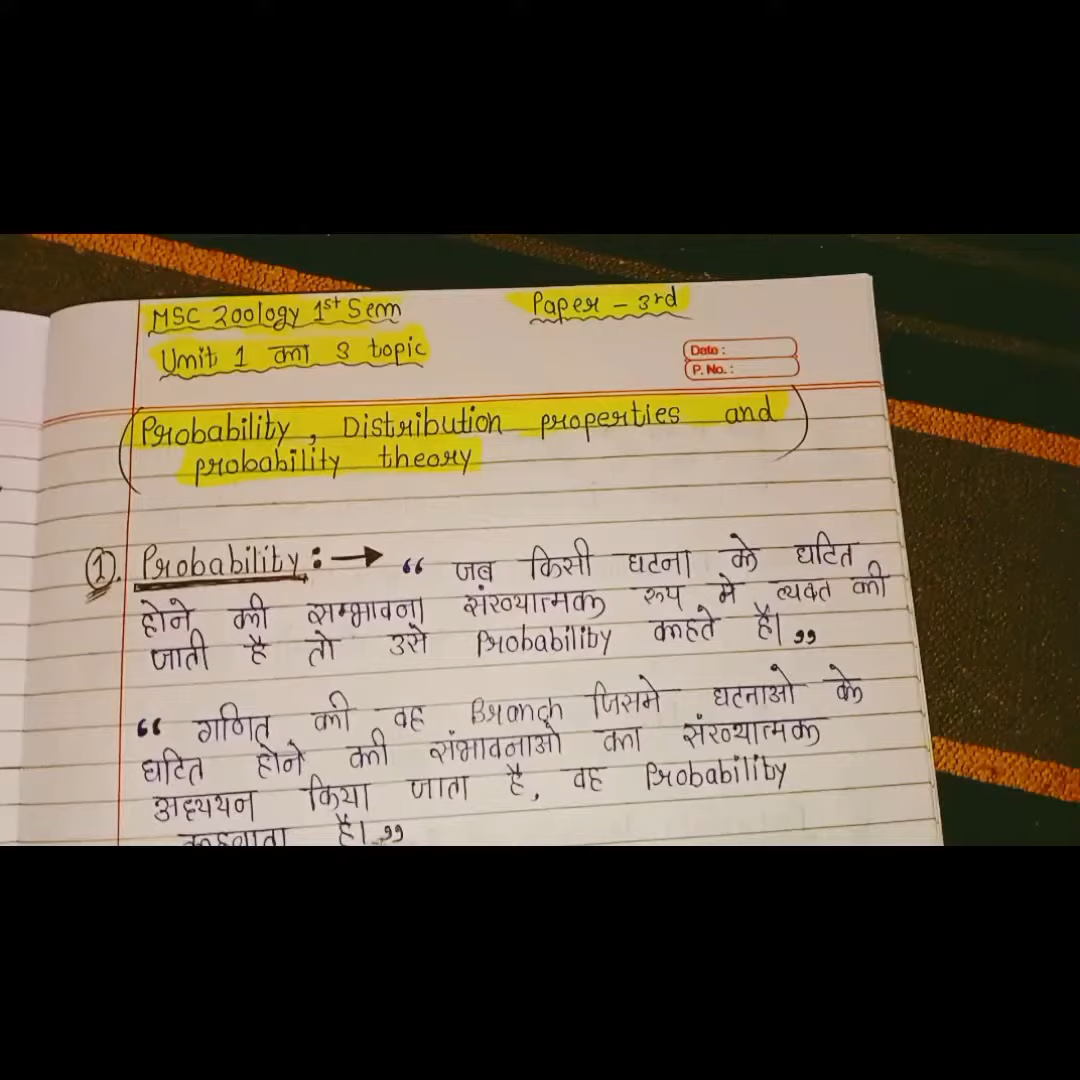 MSC Zoology 1st Sem
Paper - 3rd
Unit 1 का 3 topic
Date :
P. No. :
(Probability, Distribution properties and
probability theory)
①. Probability :→ “ जब किसी घटना के घटित
होने की सम्भावना संख्यात्मक रूप मे व्यक्त की
जाती है तो उसे Probability कहते है। ”
“ गणित की वह Branch जिसमे घटनाओ के
घटित होने की संभावनाओ का संख्यात्मक
अध्ययन किया जाता है, वह Probability
कहलाता है। ”